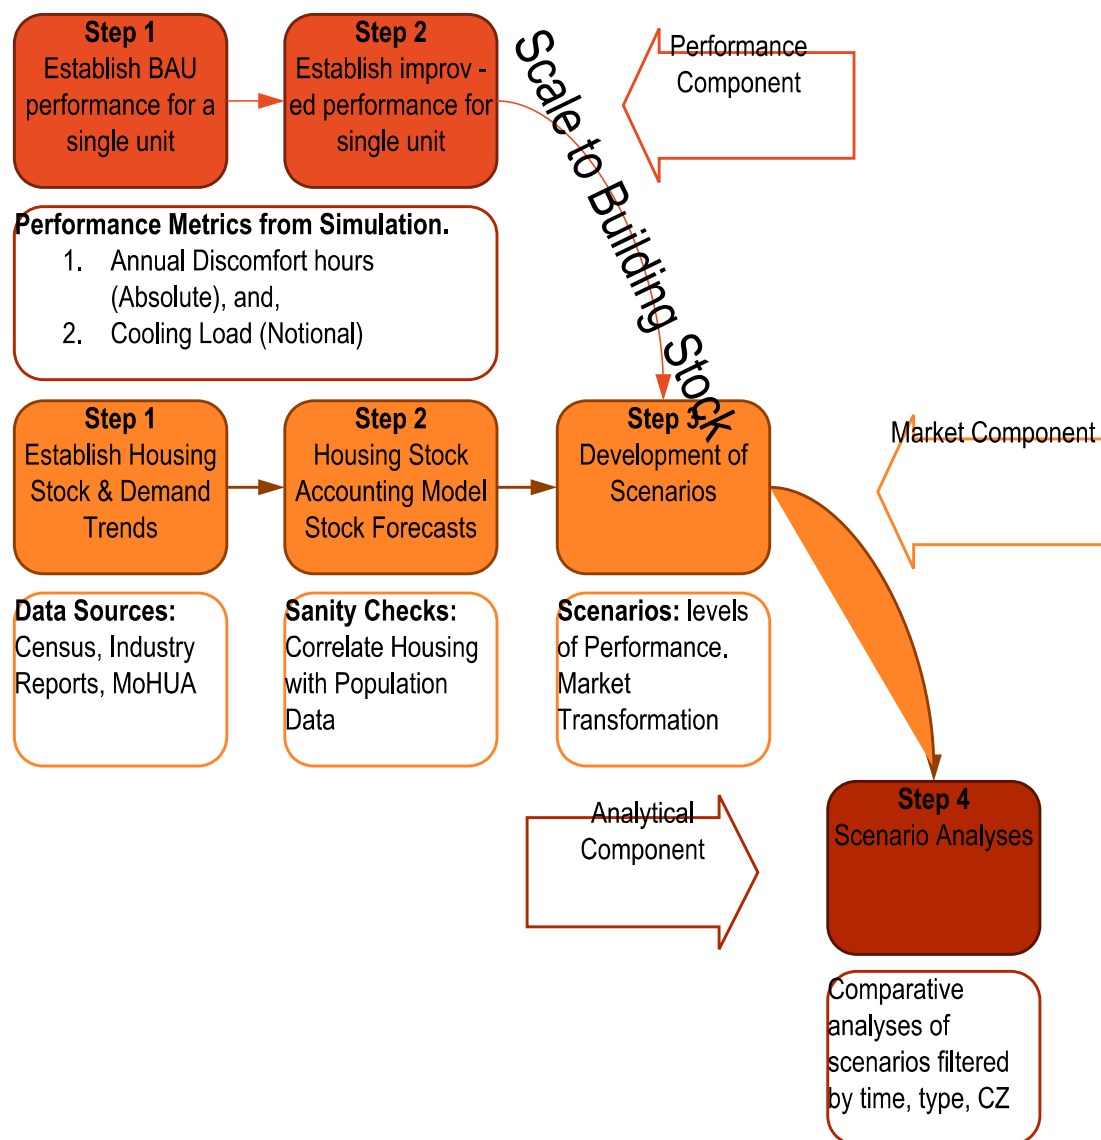 Step 1
Establish BAU
performance for a
single unit
Step 2
Establish improv -
ed performance for
single unit
Scale to Building Stock
Performance
Component
Performance Metrics from Simulation.
1. Annual Discomfort hours
(Absolute), and,
2. Cooling Load (Notional)
Step 1
Establish Housing
Stock & Demand
Trends
Step 2
Housing Stock
Accounting Model
Stock Forecasts
Step 3
Development of
Scenarios
Market Component
Data Sources:
Census, Industry
Reports, MoHUA
Sanity Checks:
Correlate Housing
with Population
Data
Scenarios: levels
of Performance.
Market
Transformation
Analytical
Component
Step 4
Scenario Analyses
Comparative
analyses of
scenarios filtered
by time, type, CZ